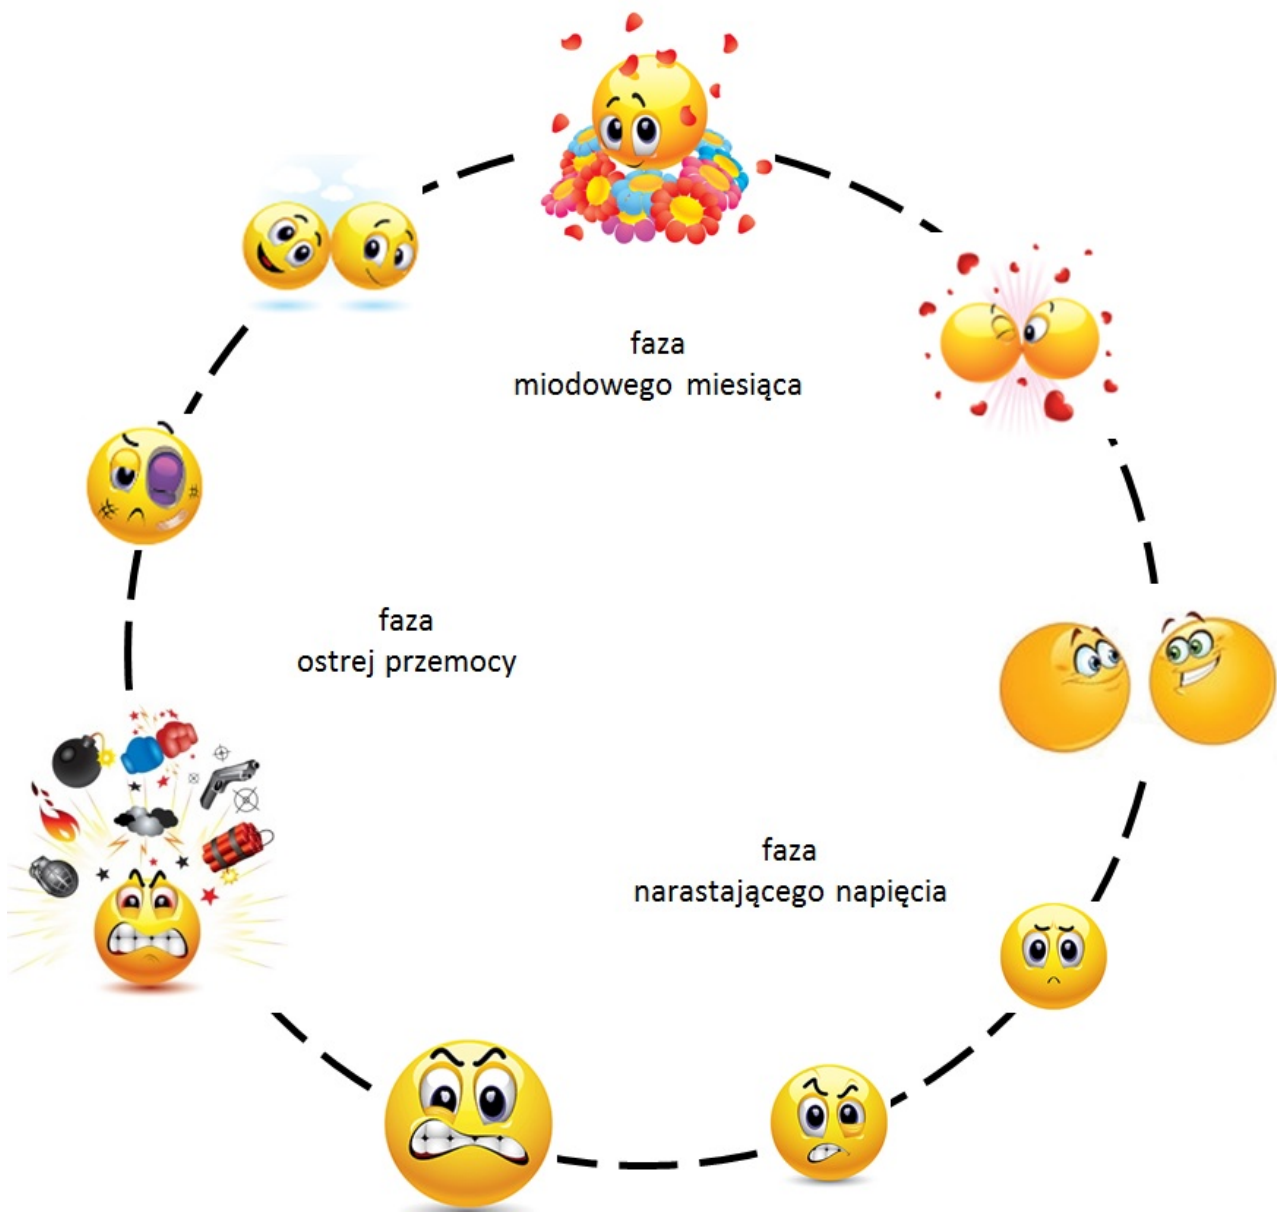 faza
miodowego miesiąca
faza
ostrej przemocy
faza
narastającego napięcia